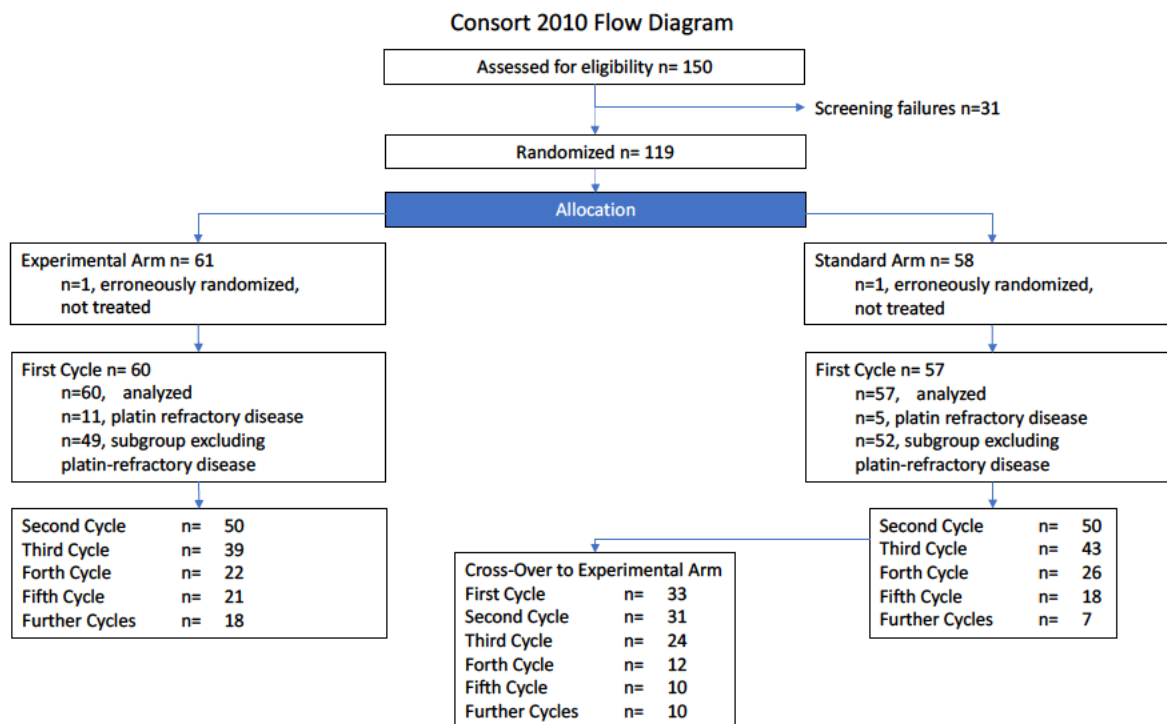 Consort 2010 Flow Diagram
Assessed for eligibility n= 150
Screening failures n=31
Randomized n= 119
Allocation
Experimental Arm n= 61
n=1, erroneously randomized,
not treated
Standard Arm n= 58
n=1, erroneously randomized,
not treated
First Cycle n= 60
n=60, analyzed
n=11, platin refractory disease
n=49, subgroup excluding
platin-refractory disease
First Cycle n= 57
n=57, analyzed
n=5, platin refractory disease
n=52, subgroup excluding
platin-refractory disease
Second Cycle n= 50
Third Cycle n= 39
Forth Cycle n= 22
Fifth Cycle n= 21
Further Cycles n= 18
Second Cycle n= 50
Third Cycle n= 43
Forth Cycle n= 26
Fifth Cycle n= 18
Further Cycles n= 7
Cross-Over to Experimental Arm
First Cycle n= 33
Second Cycle n= 31
Third Cycle n= 24
Forth Cycle n= 12
Fifth Cycle n= 10
Further Cycles n= 10